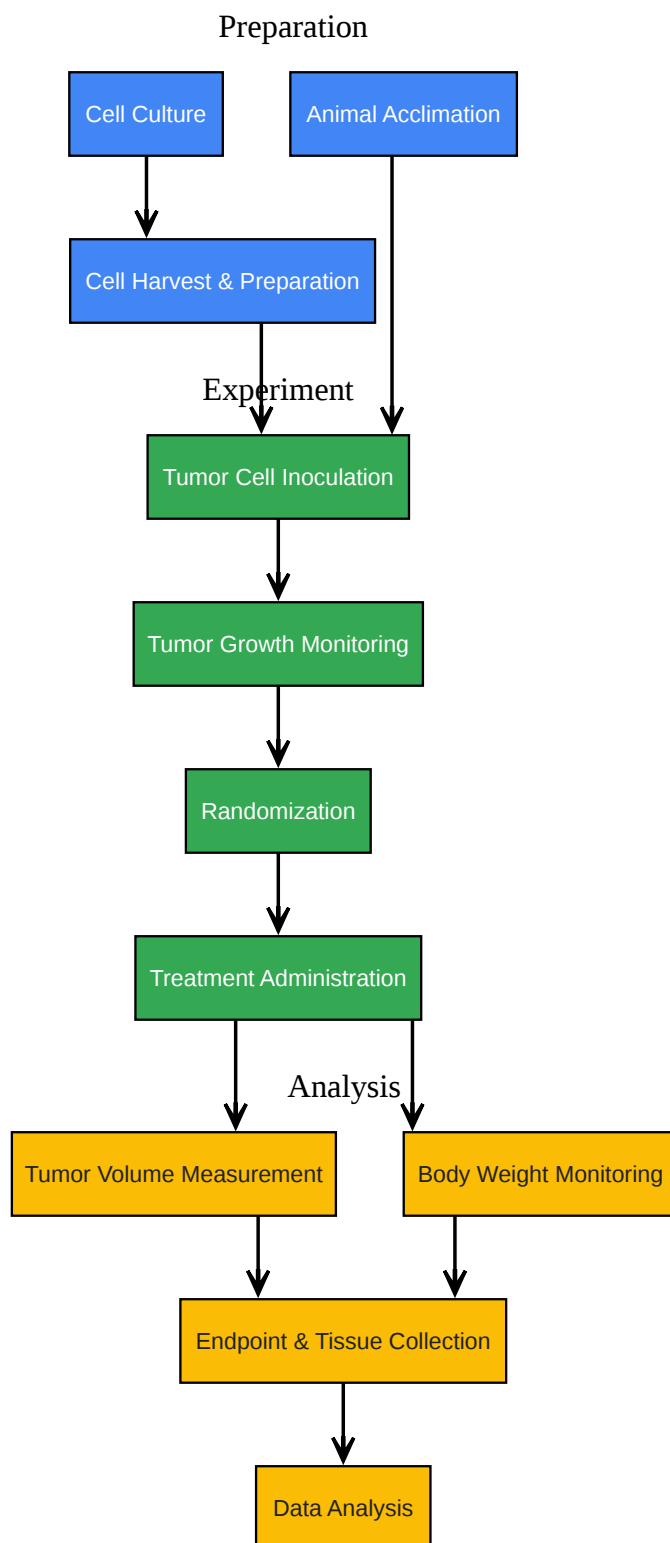 Preparation
Cell Culture
Animal Acclimation
Cell Harvest & Preparation
Experiment
Tumor Cell Inoculation
Tumor Growth Monitoring
Randomization
Treatment Administration
Analysis
Tumor Volume Measurement
Body Weight Monitoring
Endpoint & Tissue Collection
Data Analysis